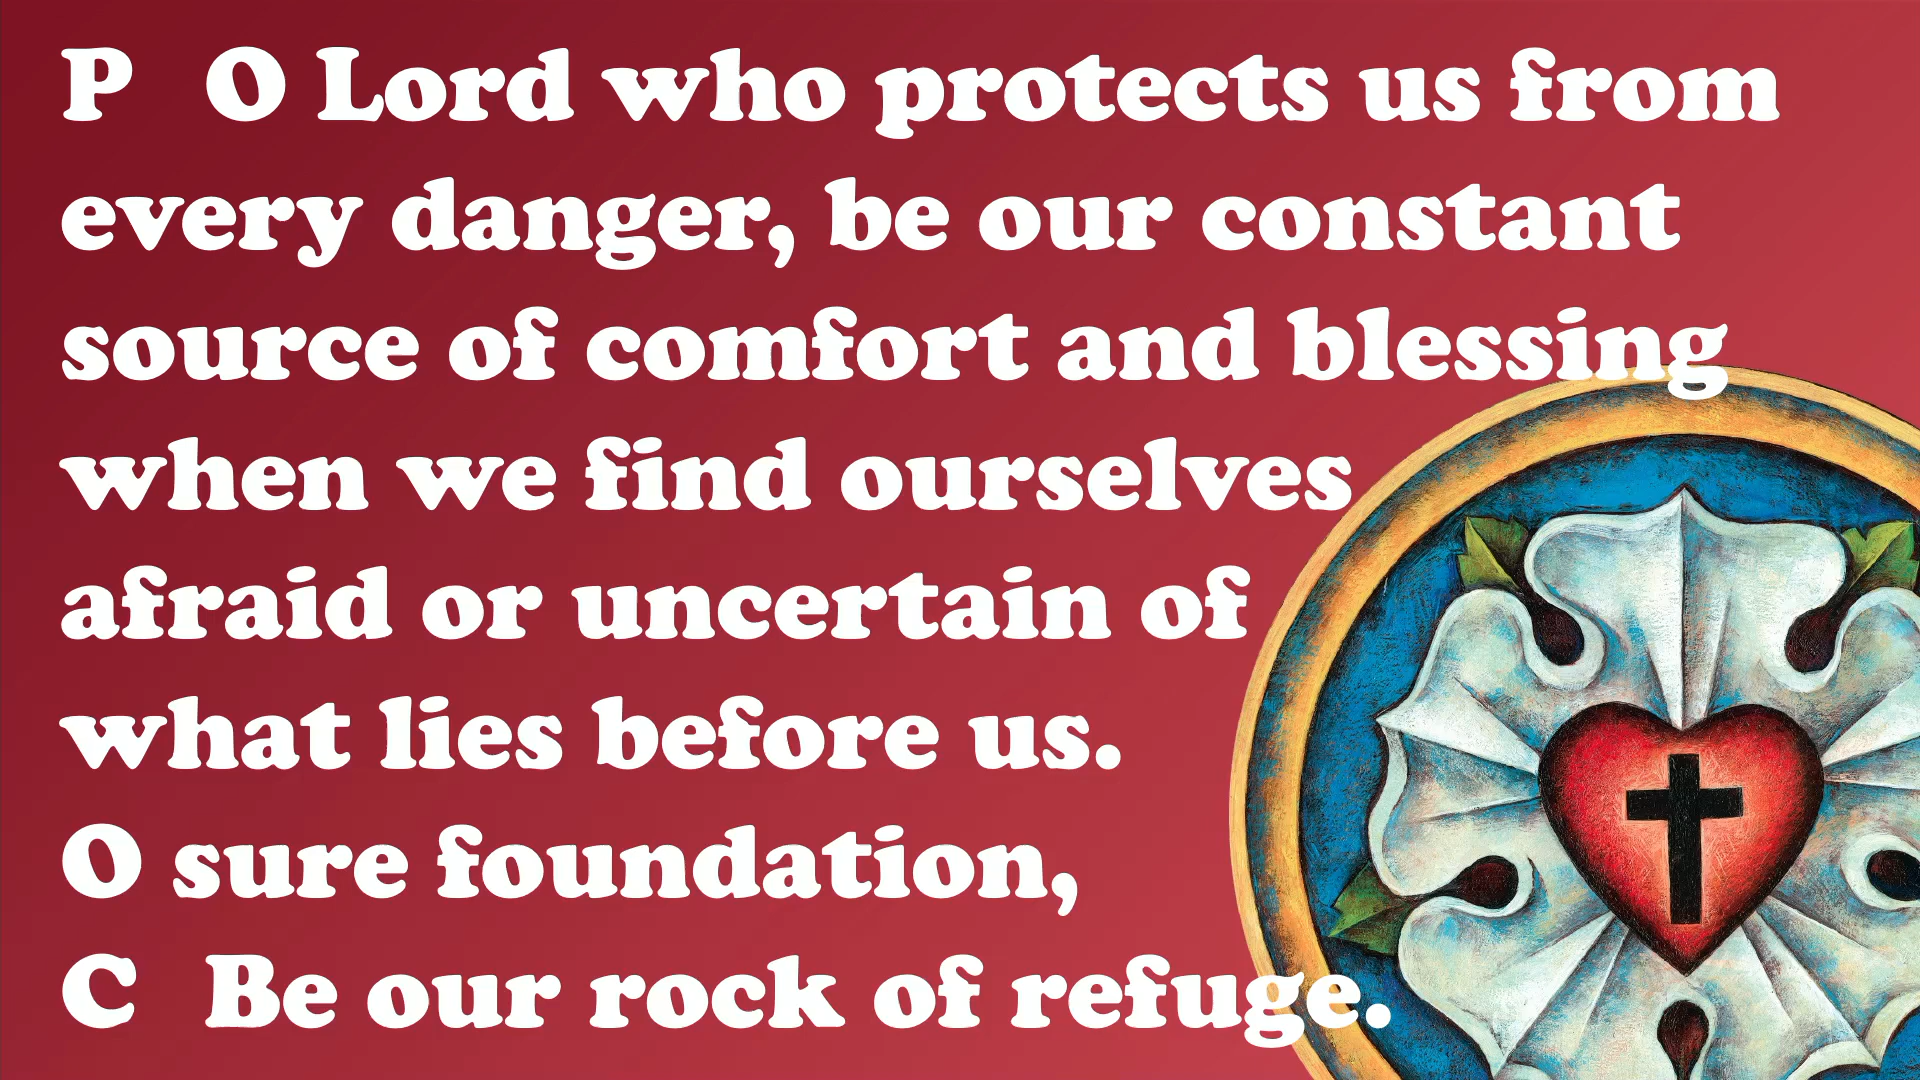 P O Lord who protects us from
every danger, be our constant
source of comfort and blessing
when we find ourselves
afraid or uncertain of
what lies before us.
O sure foundation,
C Be our rock of refuge.